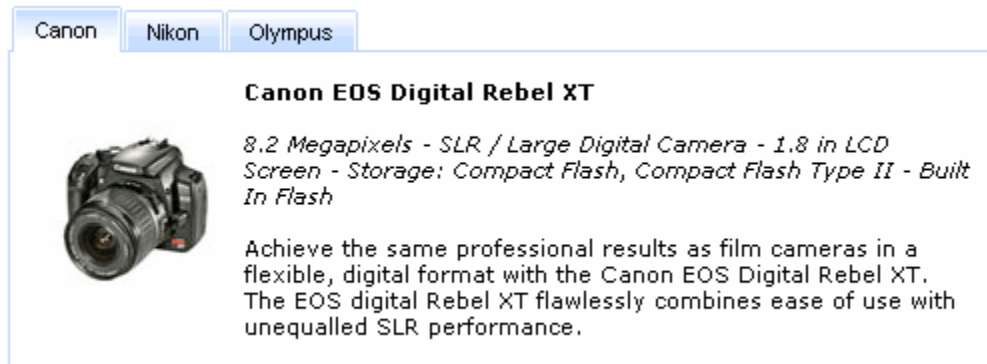 Canon Nikon Olympus
Canon EOS Digital Rebel XT
8.2 Megapixels - SLR / Large Digital Camera - 1.8 in LCD
Screen - Storage: Compact Flash, Compact Flash Type II - Built
In Flash
Achieve the same professional results as film cameras in a
flexible, digital format with the Canon EOS Digital Rebel XT.
The EOS digital Rebel XT flawlessly combines ease of use with
unequalled SLR performance.